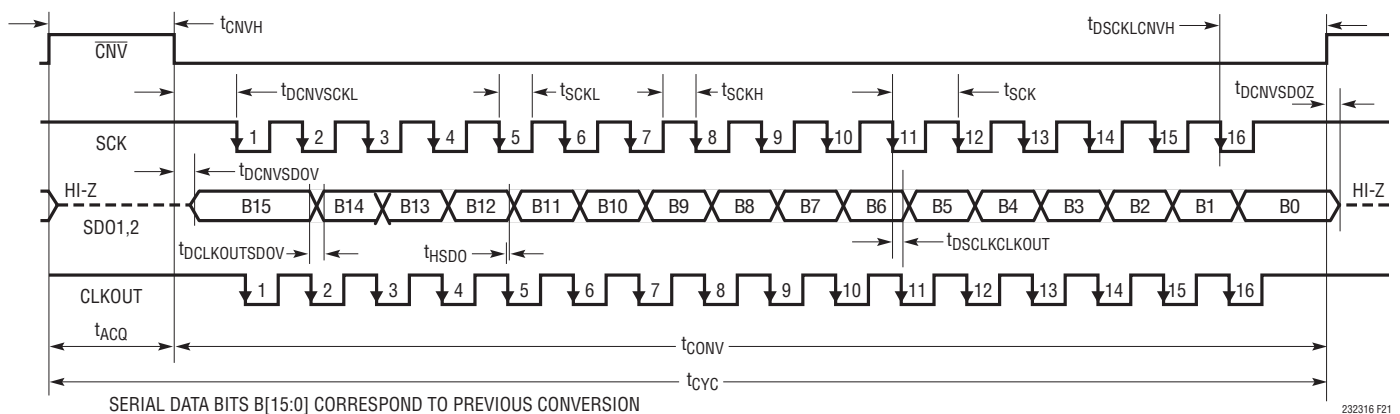 tCNVH
tDSCKLCNVH
CNV
tDCNVSCKL
tSCKL
tSCKH
tSCK
tDCNVSDOZ
SCK
1 2 3 4 5 6 7 8 9 10 11 12 13 14 15 16
tDCNVSDOV
HI-Z
HI-Z
B15 B14 B13 B12 B11 B10 B9 B8 B7 B6 B5 B4 B3 B2 B1 B0
SDO1,2
tDCLKOUTSDOV
tHSDO
tDSCLKCLKOUT
CLKOUT
1 2 3 4 5 6 7 8 9 10 11 12 13 14 15 16
tACQ
tCONV
tCYC
SERIAL DATA BITS B[15:0] CORRESPOND TO PREVIOUS CONVERSION
232316 F21